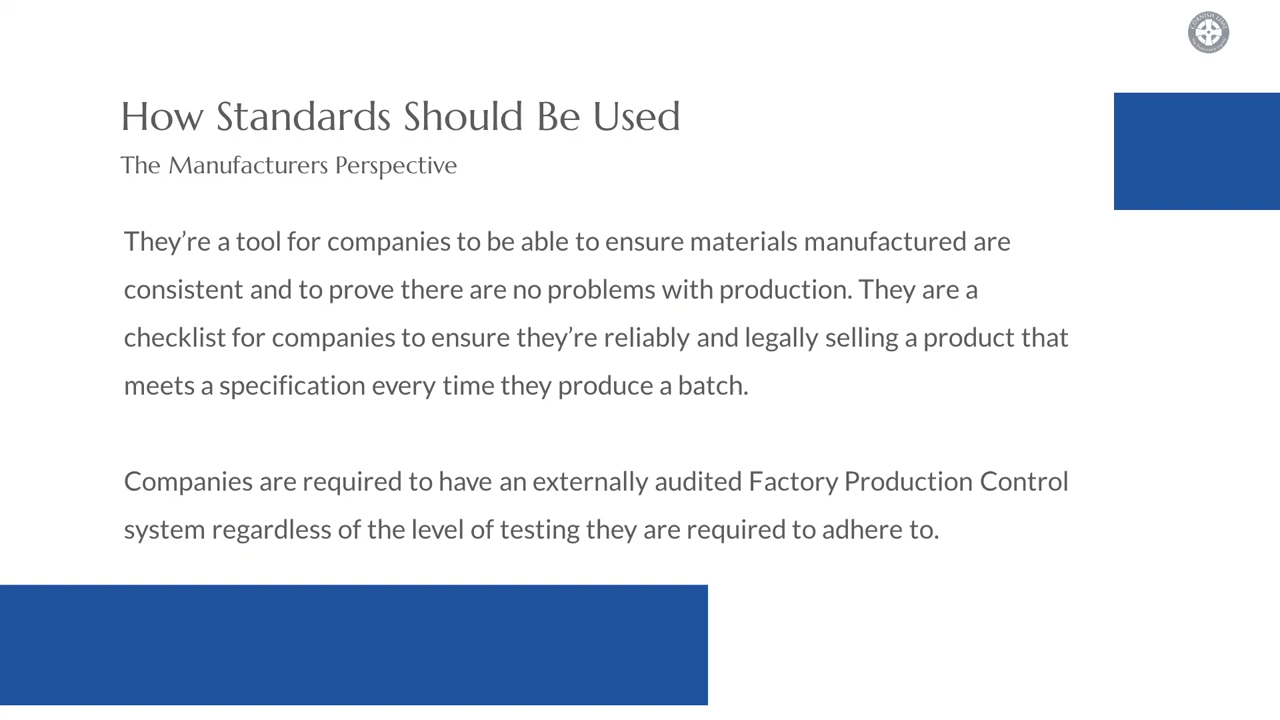 CORNISH LIME
How Standards Should Be Used
The Manufacturers Perspective
They’re a tool for companies to be able to ensure materials manufactured are
consistent and to prove there are no problems with production. They are a
checklist for companies to ensure they’re reliably and legally selling a product that
meets a specification every time they produce a batch.
Companies are required to have an externally audited Factory Production Control
system regardless of the level of testing they are required to adhere to.